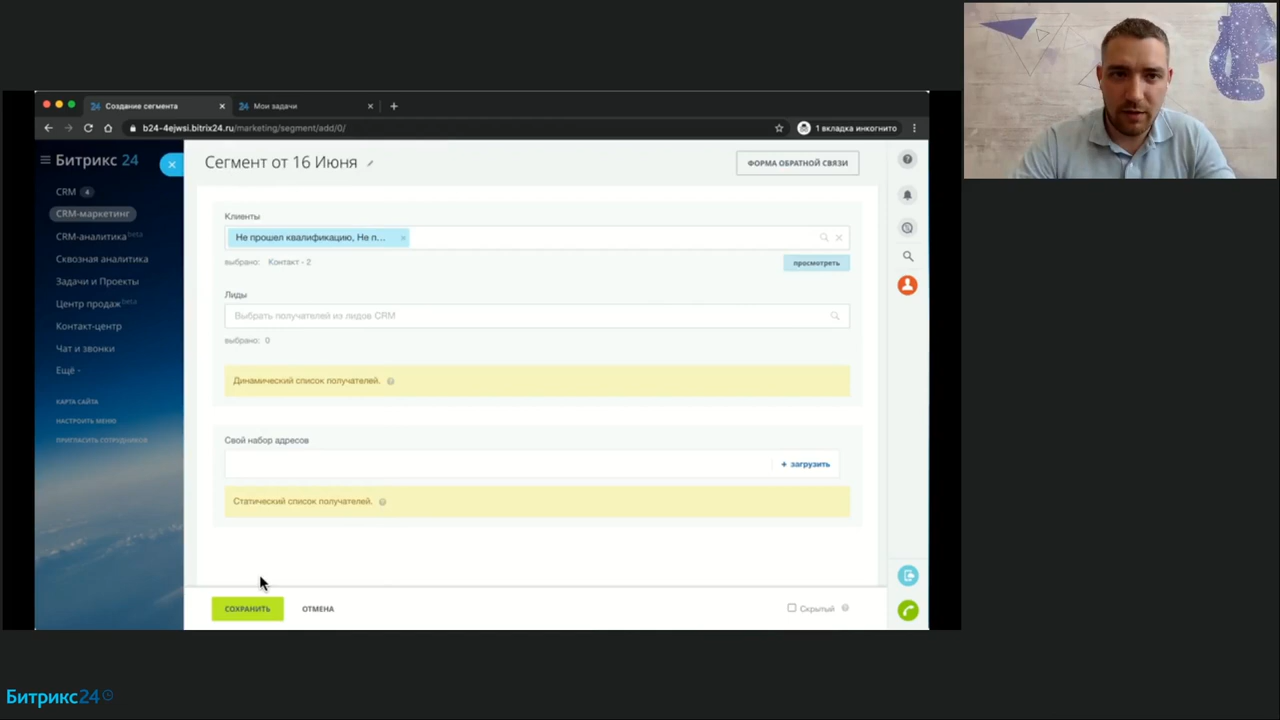 Создание сегмента
Мои задачи
b24-4ejwsi.bitrix24.ru/marketing/segment/add/0/
1 вкладка инкогнито
Битрикс 24
Сегмент от 16 Июня
ФОРМА ОБРАТНОЙ СВЯЗИ
CRM 4
CRM-маркетинг
CRM-аналитика beta
Сквозная аналитика
Задачи и Проекты
Центр продаж beta
Контакт-центр
Чат и звонки
Ещё -
КАРТА САЙТА
НАСТРОИТЬ МЕНЮ
ПРИГЛАСИТЬ СОТРУДНИКОВ
Клиенты
Не прошел квалификацию, Не п...
выбрано: Контакт - 2
просмотреть
Лиды
Выбрать получателей из лидов CRM
выбрано: 0
Динамический список получателей.
Свой набор адресов
+ загрузить
Статический список получателей.
СОХРАНИТЬ
ОТМЕНА
Скрытый
Битрикс24